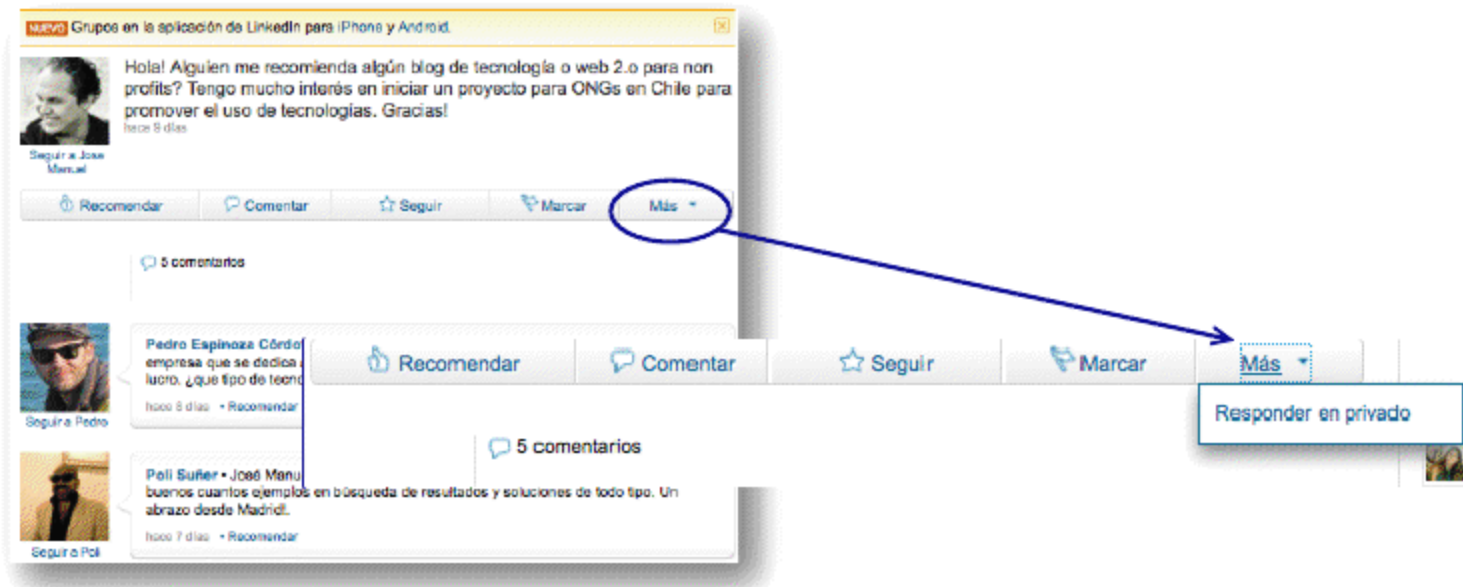 NUEVO Grupos en la aplicación de LinkedIn para iPhone y Android.
Hola! Alguien me recomienda algún blog de tecnología o web 2.o para non
profits? Tengo mucho interés en iniciar un proyecto para ONGs en Chile para
promover el uso de tecnologías. Gracias!
hace 9 días
Seguir a Jose
Manuel
Recomendar Comentar Seguir Marcar Más
5 comentarios
Pedro Espinoza Córdo
empresa que se dedica
lucro. ¿que tipo de tecno
hace 8 días • Recomendar
Seguir a Pedro
Recomendar Comentar Seguir Marcar Más
Responder en privado
5 comentarios
Poli Suñer • José Manu
buenos cuantos ejemplos en búsqueda de resultados y soluciones de todo tipo. Un
abrazo desde Madrid!.
hace 7 días • Recomendar
Seguir a Poli